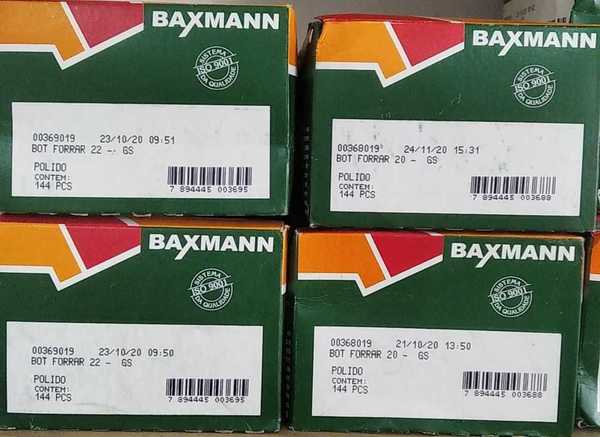 BAXMANN
SISTEMA
ISO 9001
DA QUALIDADE
00369019 23/10/20 09:51
BOT FORRAR 22 - GS
POLIDO
CONTEM:
144 PCS
7 894445 003695
BAXMANN
SISTEMA
ISO 9001
DA QUALIDADE
00368019 24/11/20 15:31
BOT FORRAR 20 - GS
POLIDO
CONTEM:
144 PCS
7 894445 003688
BAXMANN
SISTEMA
ISO 9001
DA QUALIDADE
00369019 23/10/20 09:50
BOT FORRAR 22 - GS
POLIDO
CONTEM:
144 PCS
7 894445 003695
BAXMANN
SISTEMA
ISO 9001
DA QUALIDADE
00368019 21/10/20 13:50
BOT FORRAR 20 - GS
POLIDO
CONTEM:
144 PCS
7 894445 003688